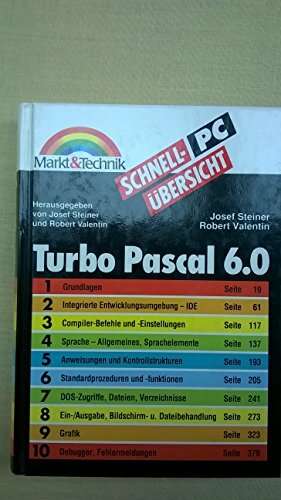 Markt&Technik
SCHNELL-
PC
ÜBERSICHT
Herausgegeben
von Josef Steiner
und Robert Valentin
Josef Steiner
Robert Valentin
Turbo Pascal 6.0
1 Grundlagen Seite 19
2 Integrierte Entwicklungsumgebung – IDE Seite 61
3 Compiler-Befehle und -Einstellungen Seite 117
4 Sprache – Allgemeines, Sprachelemente Seite 137
5 Anweisungen und Kontrollstrukturen Seite 193
6 Standardprozeduren und -funktionen Seite 205
7 DOS-Zugriffe, Dateien, Verzeichnisse Seite 241
8 Ein-/Ausgabe, Bildschirm- u. Dateibehandlung Seite 273
9 Grafik Seite 323
10 Debugger, Fehlermeldungen Seite 379